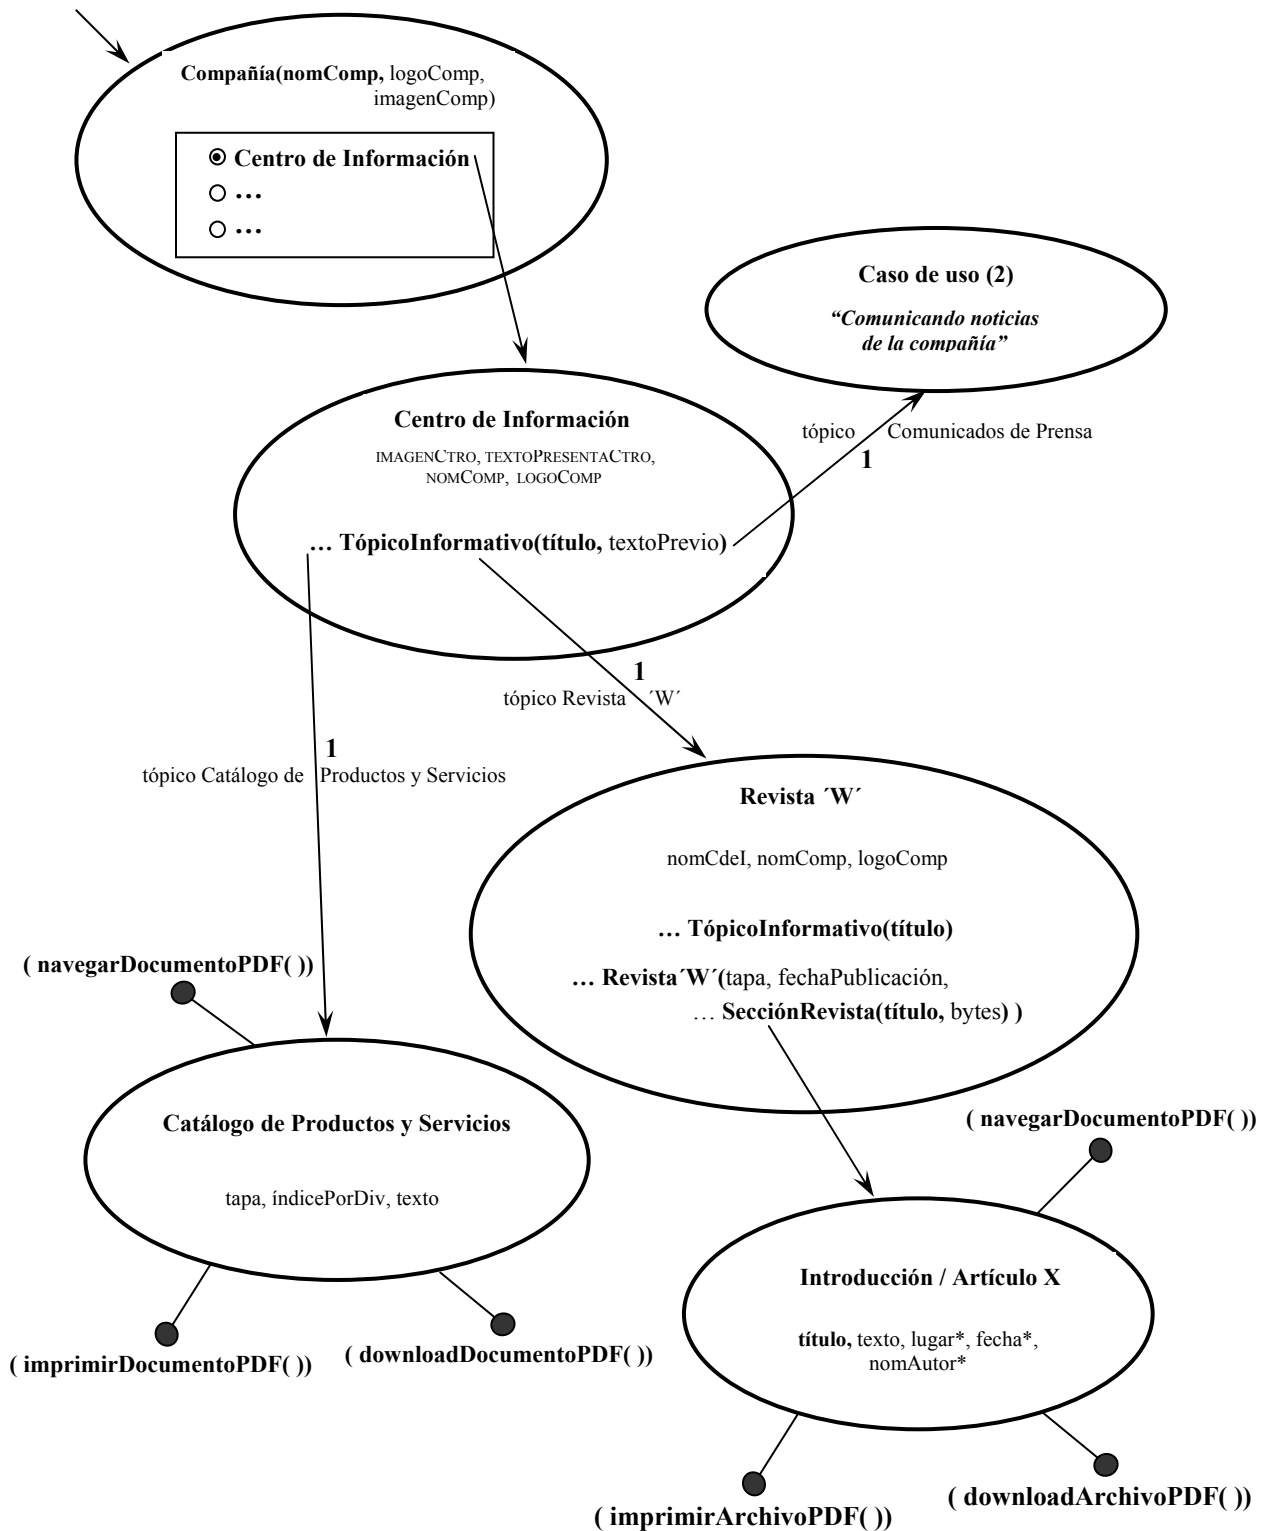 Compañía(nomComp, logoComp,
imagenComp)
Centro de Información
…
…
Caso de uso (2)
“Comunicando noticias
de la compañía”
Centro de Información
IMAGENCTRO, TEXTOPRESENTACTRO,
NOMCOMP, LOGOCOMP
tópico Comunicados de Prensa
1
… TópicoInformativo(título, textoPrevio)
1
tópico Revista ´W´
1
tópico Catálogo de Productos y Servicios
Revista ´W´
nomCdeI, nomComp, logoComp
… TópicoInformativo(título)
… Revista´W´(tapa, fechaPublicación,
… SecciónRevista(título, bytes) )
( navegarDocumentoPDF( ))
Catálogo de Productos y Servicios
tapa, índicePorDiv, texto
( imprimirDocumentoPDF( ))
( downloadDocumentoPDF( ))
( navegarDocumentoPDF( ))
Introducción / Artículo X
título, texto, lugar*, fecha*,
nomAutor*
( imprimirArchivoPDF( ))
( downloadArchivoPDF( ))